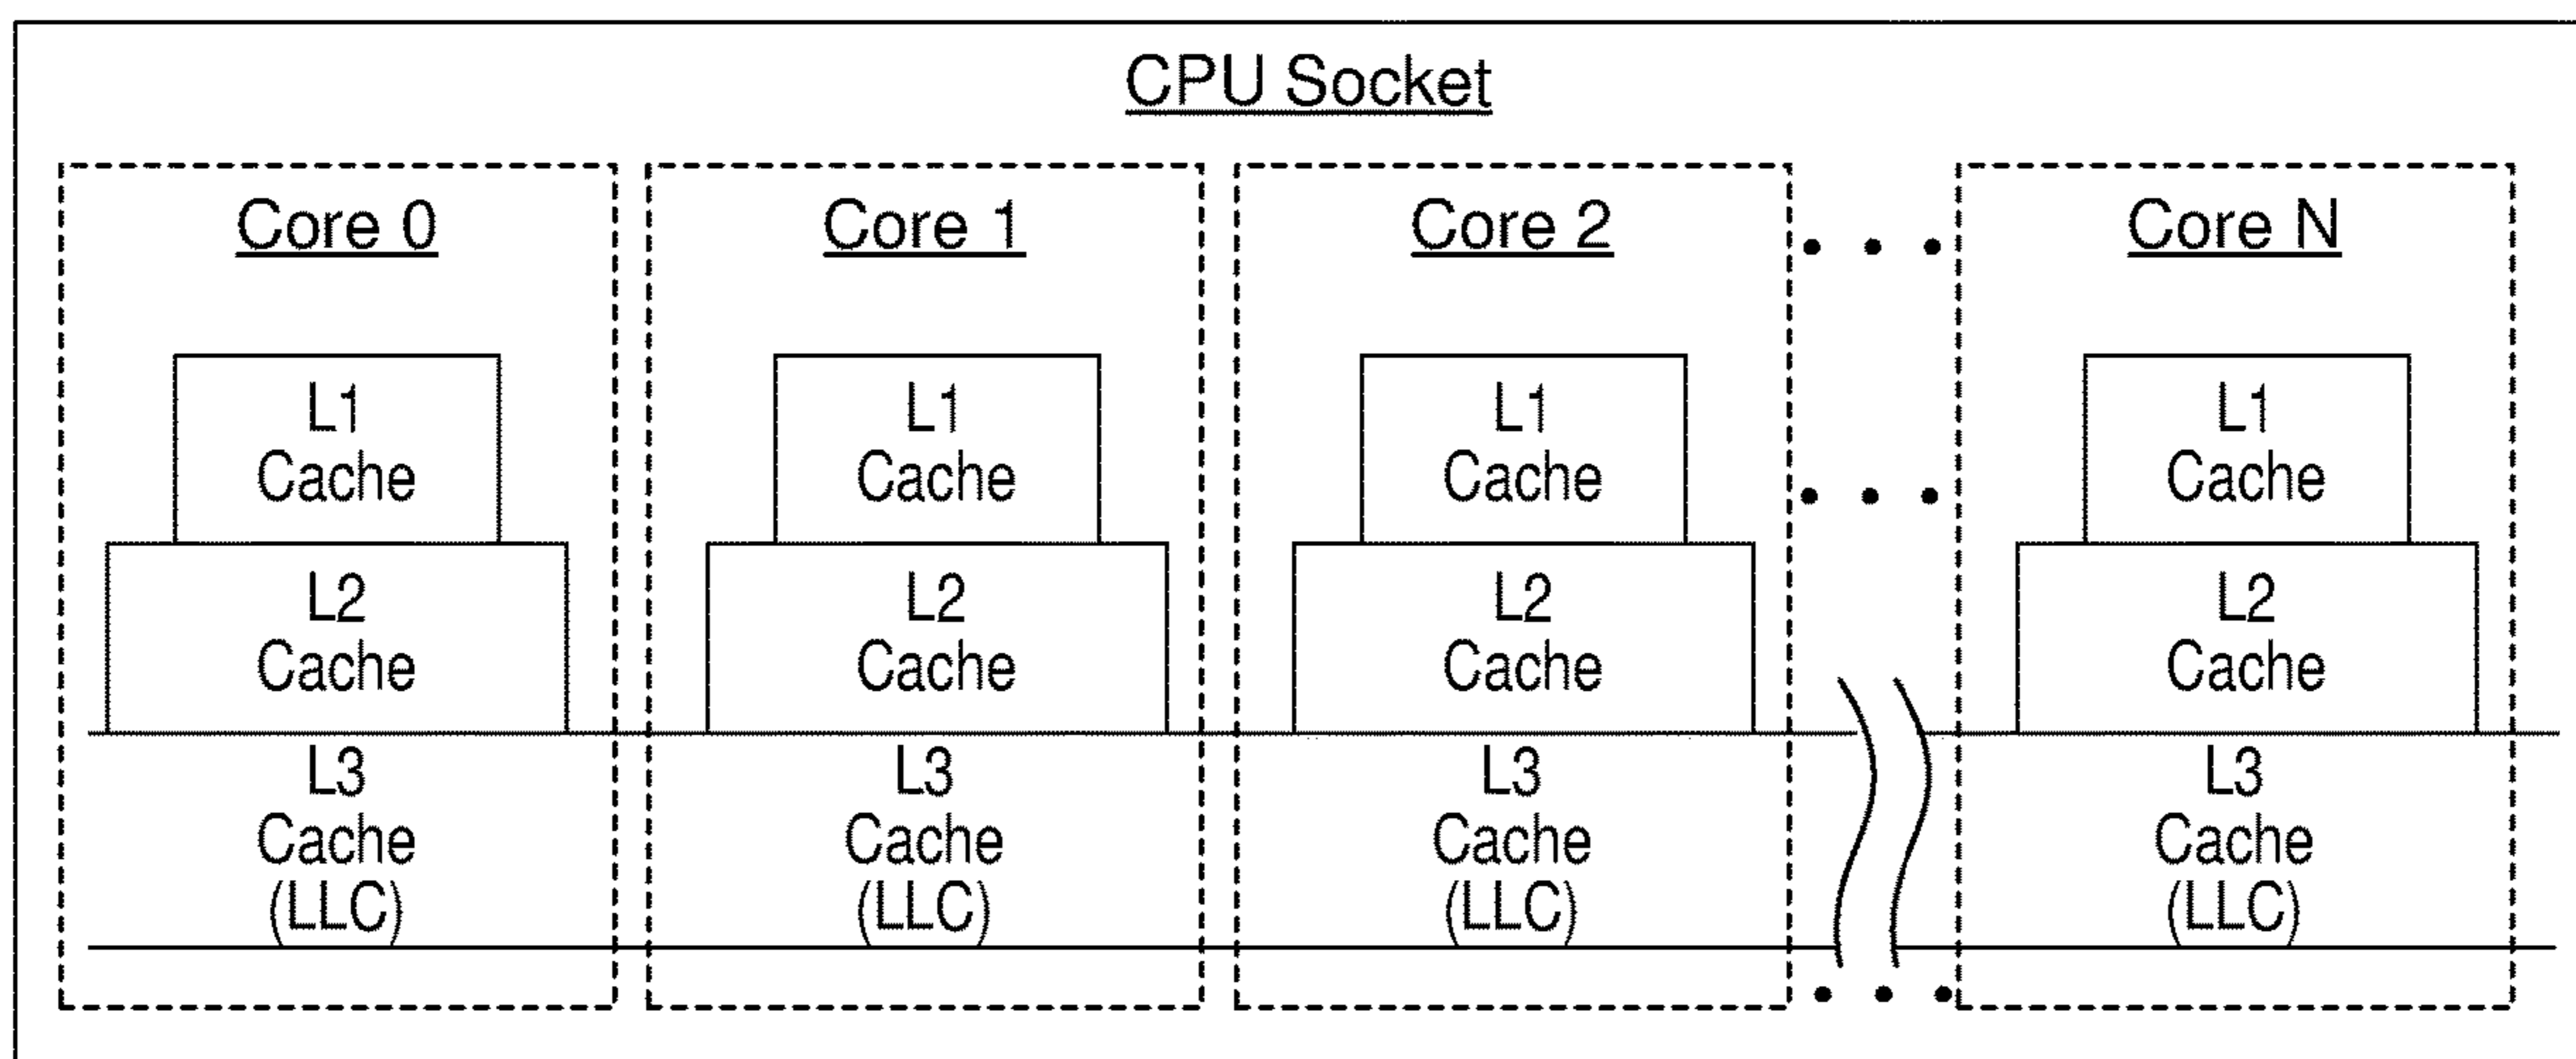 CPU Socket
Core 0
Core 1
Core 2
. . .
Core N
L1
Cache
L1
Cache
L1
Cache
. . .
L1
Cache
L2
Cache
L2
Cache
L2
Cache
L2
Cache
L3
Cache
(LLC)
L3
Cache
(LLC)
L3
Cache
(LLC)
. . .
L3
Cache
(LLC)